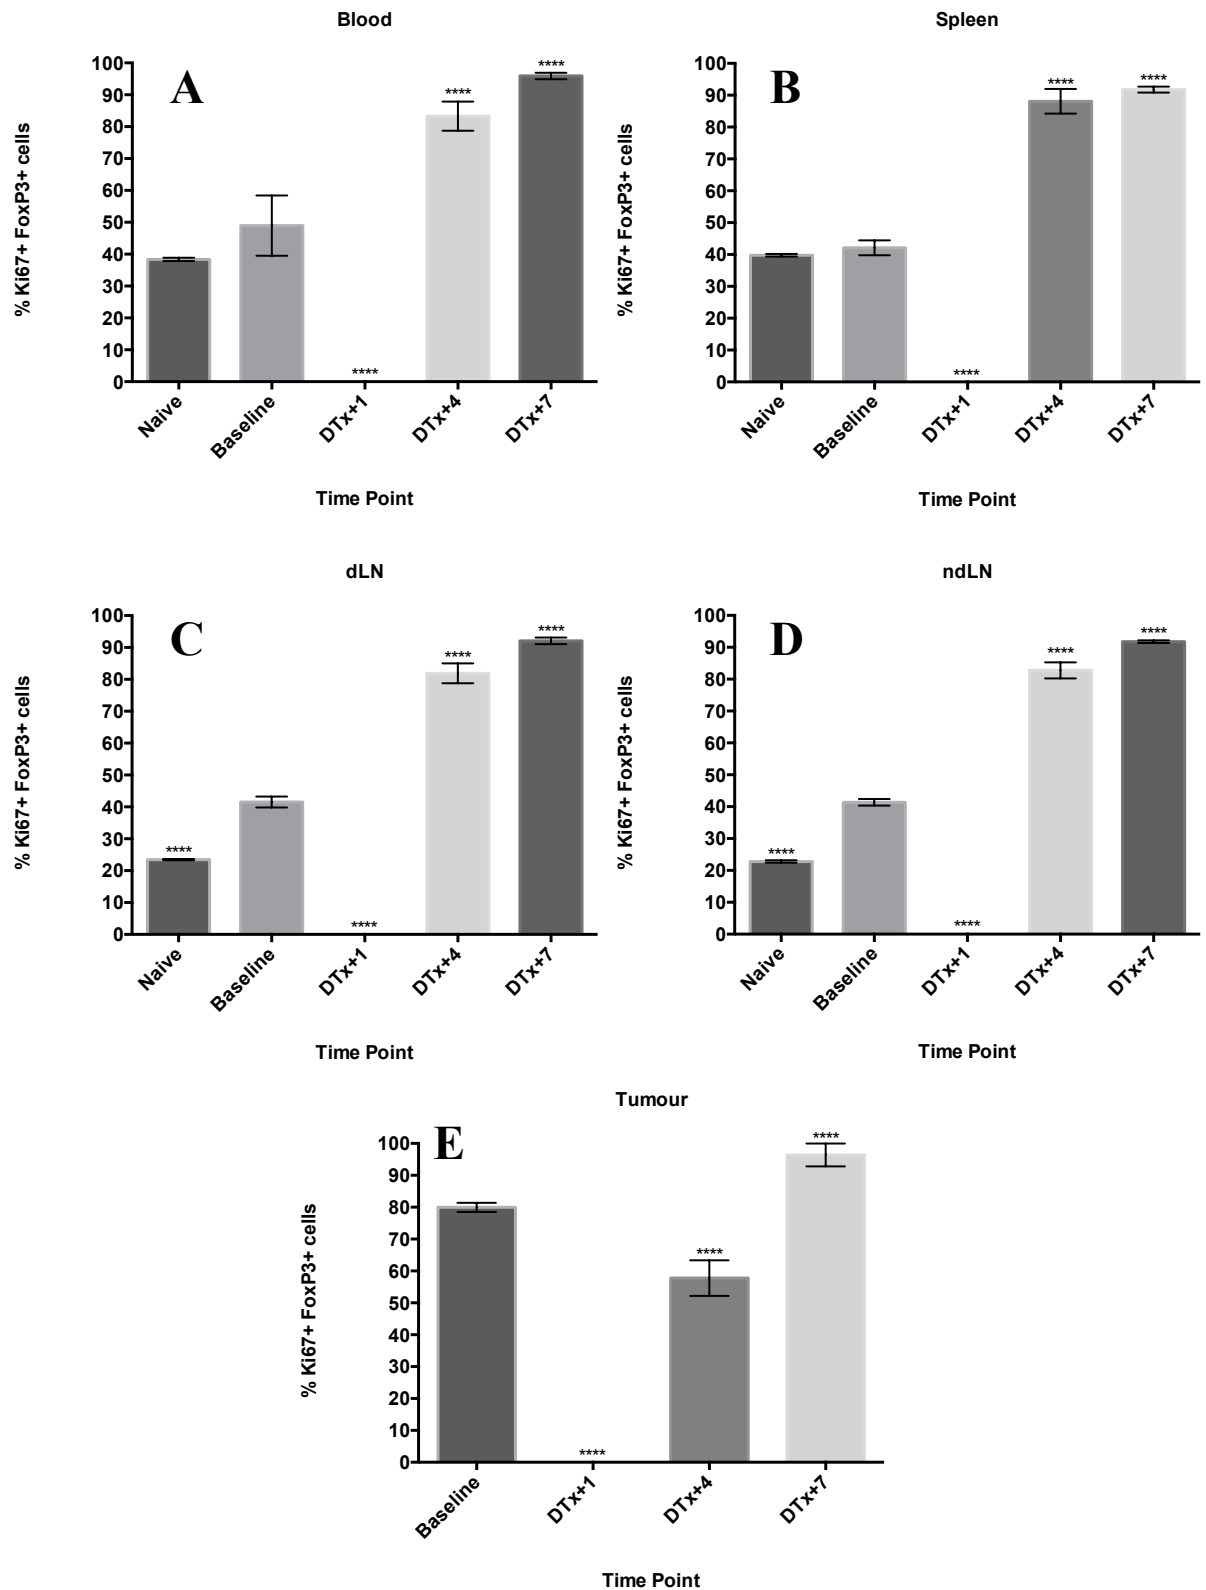 Blood
A
% Ki67+ FoxP3+ cells
100
90
80
70
60
50
40
30
20
10
0
****
****
****
Naive
Baseline
DTx+1
DTx+4
DTx+7
Time Point
Spleen
B
% Ki67+ FoxP3+ cells
100
90
80
70
60
50
40
30
20
10
0
****
****
****
Naive
Baseline
DTx+1
DTx+4
DTx+7
Time Point
dLN
C
% Ki67+ FoxP3+ cells
100
90
80
70
60
50
40
30
20
10
0
****
****
****
****
Naive
Baseline
DTx+1
DTx+4
DTx+7
Time Point
ndLN
D
% Ki67+ FoxP3+ cells
100
90
80
70
60
50
40
30
20
10
0
****
****
****
****
Naive
Baseline
DTx+1
DTx+4
DTx+7
Time Point
Tumour
E
% Ki67+ FoxP3+ cells
100
90
80
70
60
50
40
30
20
10
0
****
****
****
Baseline
DTx+1
DTx+4
DTx+7
Time Point